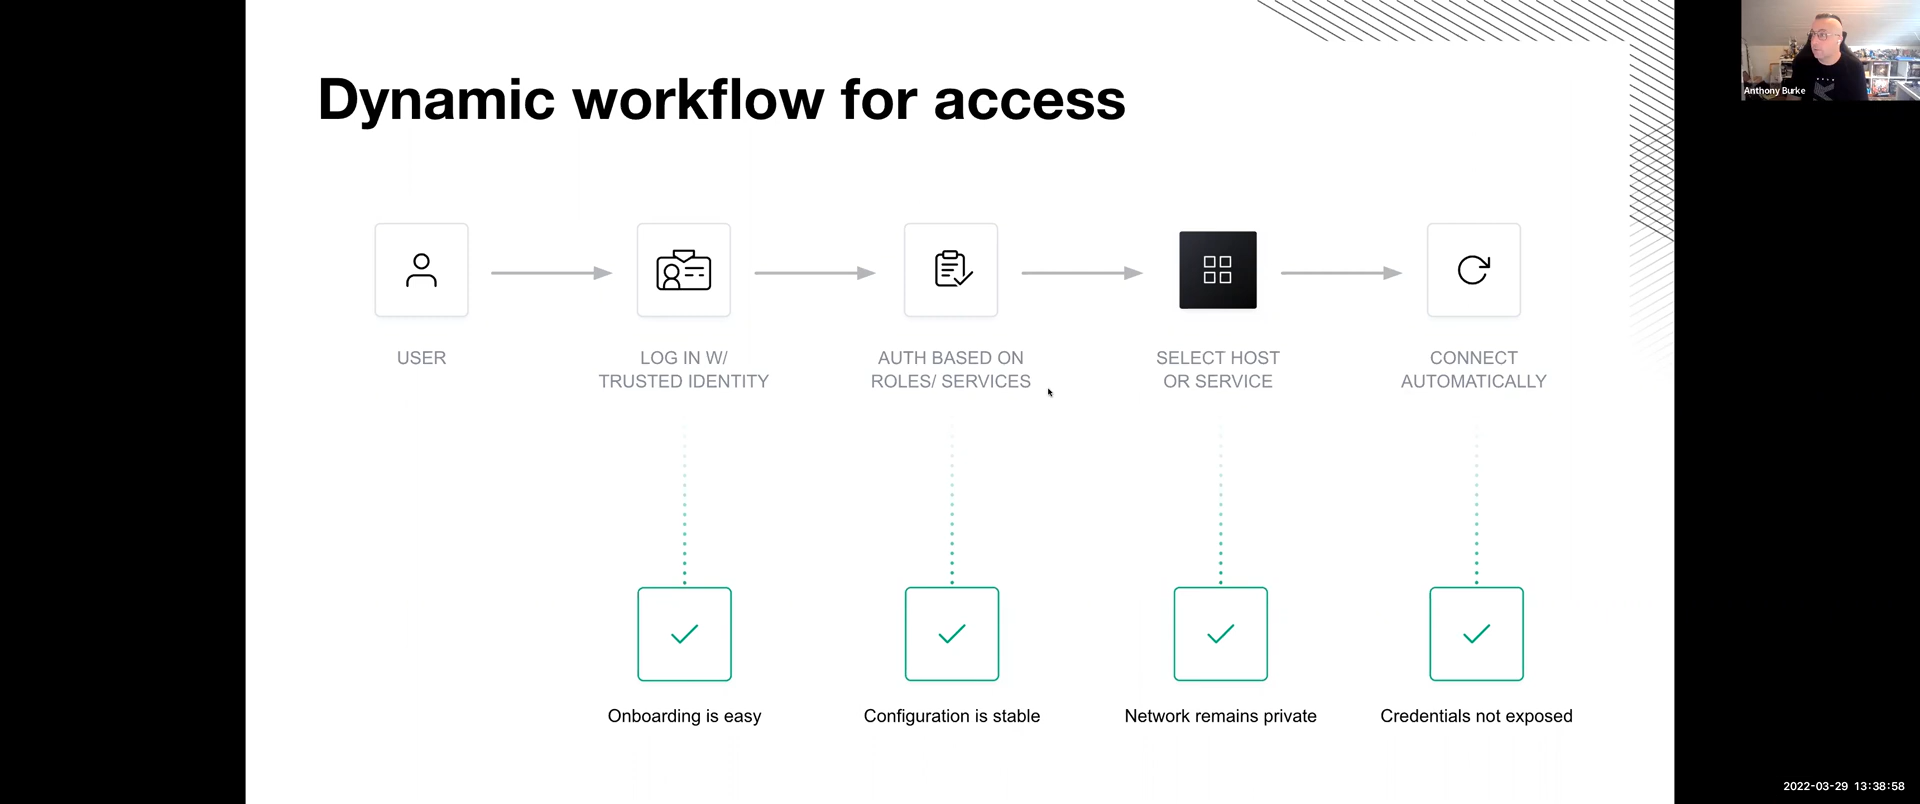 Dynamic workflow for access
Anthony Burke
USER
LOG IN W/
TRUSTED IDENTITY
AUTH BASED ON
ROLES/ SERVICES
SELECT HOST
OR SERVICE
CONNECT
AUTOMATICALLY
Onboarding is easy
Configuration is stable
Network remains private
Credentials not exposed
2022-03-29 13:38:58